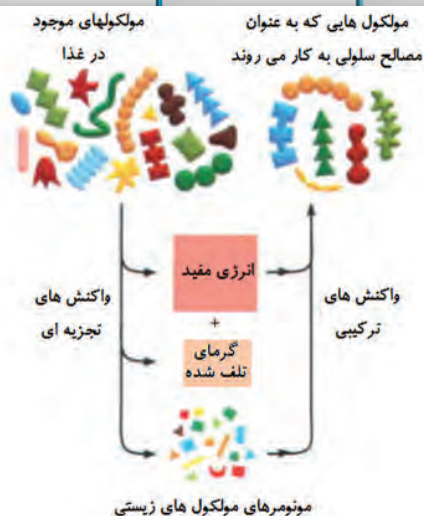 مولکول هایی که به عنوان
مصالح سلولی به کار می روند
مولکولهای موجود
در غذا
انرژی مفید
+
گرمای
تلف شده
واکنش های
ترکیبی
واکنش های
تجزیه ای
مونومرهای مولکول های زیستی